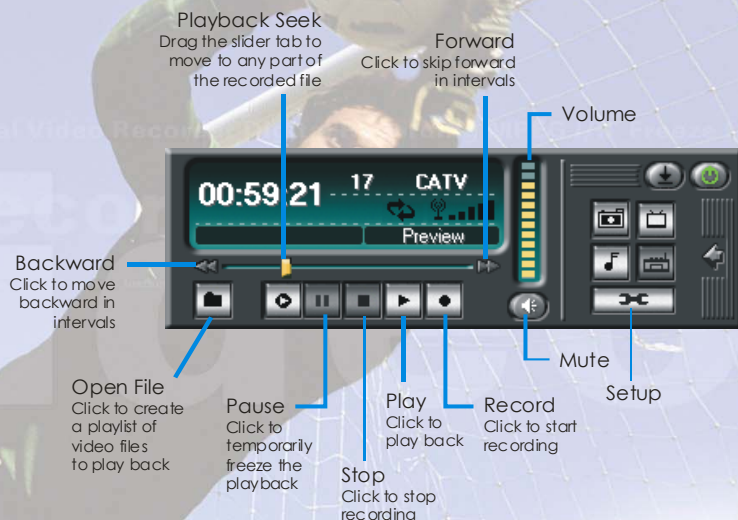 Playback Seek
Drag the slider tab to
move to any part of
the recorded file
Forward
Click to skip forward
in intervals
Volume
00:59:21
17
CATV
Preview
Backward
Click to move
backward in
intervals
Open File
Click to create
a playlist of
video files
to play back
Pause
Click to
temporarily
freeze the
playback
Stop
Click to stop
recording
Play
Click to
play back
Record
Click to start
recording
Mute
Setup